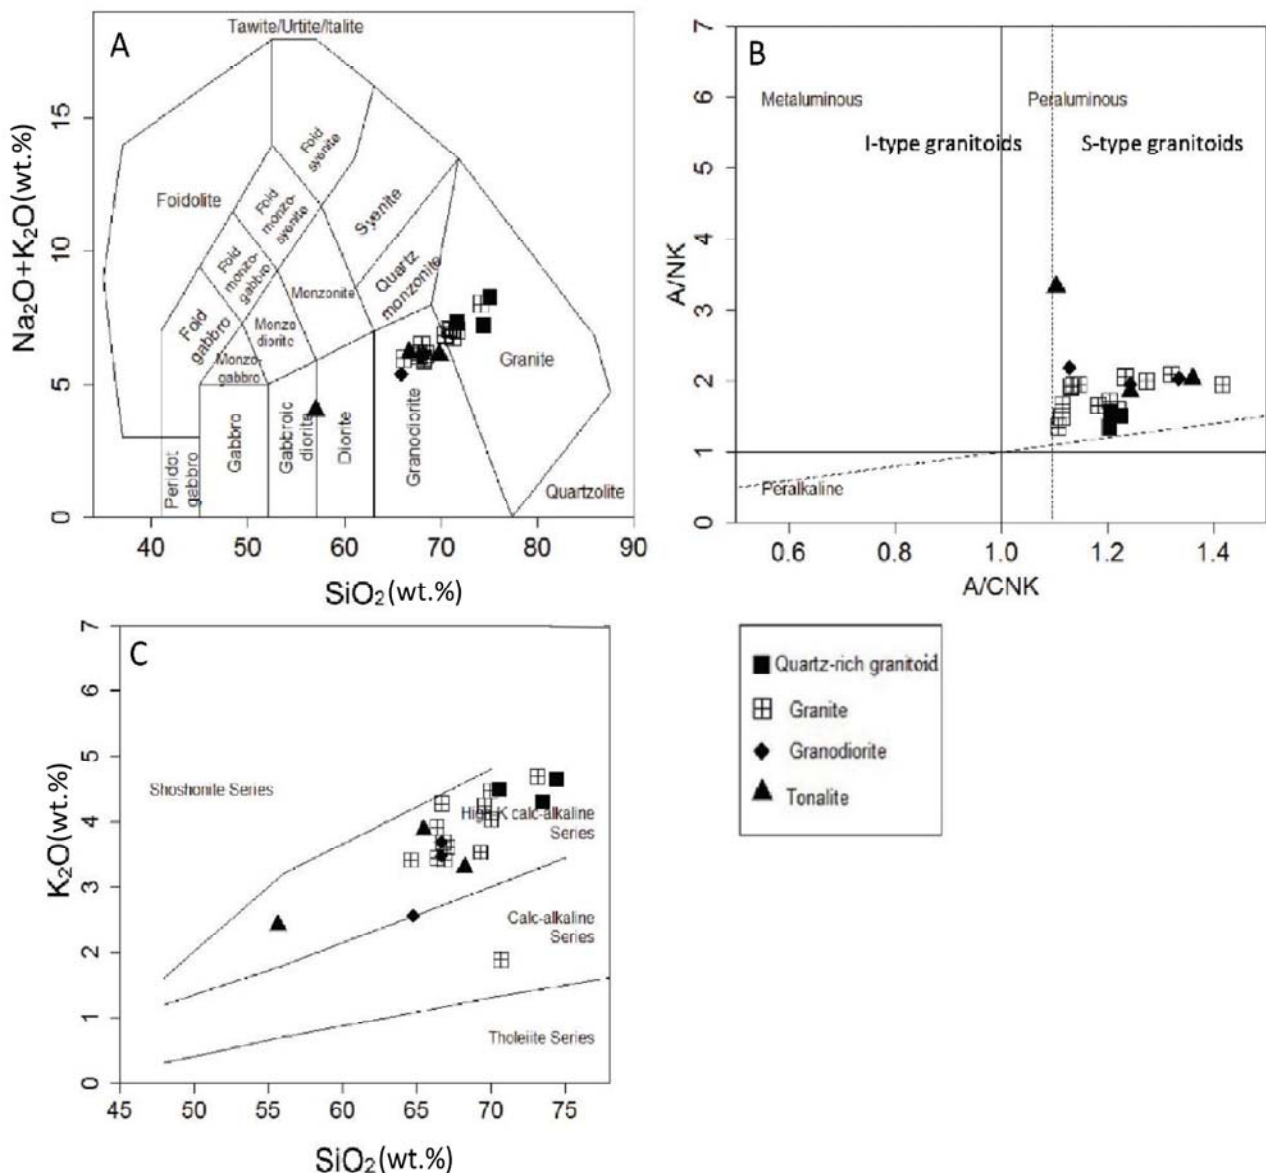 A
Tawite/Urtite/Italite
Foidolite
Foid
syenite
Foid
monzo-
syenite
Foid
monzo-
gabbro
Foid
gabbro
Syenite
Quartz
monzonite
Monzonite
Monzo
diorite
Monzo-
gabbro
Granite
Peridot
gabbro
Gabbro
Gabbroic
diorite
Diorite
Granodiorite
Quartzolite
0
5
10
15
Na₂O+K₂O(wt.%)
40
50
60
70
80
90
SiO₂(wt.%)
B
Metaluminous
Peraluminous
I-type granitoids
S-type granitoids
Peralkaline
0
1
2
3
4
5
6
7
A/NK
0.6
0.8
1.0
1.2
1.4
A/CNK
C
Shoshonite Series
High K calc-alkaline
Series
Calc-alkaline
Series
Tholeiite Series
0
1
2
3
4
5
6
7
K₂O(wt.%)
45
50
55
60
65
70
75
SiO₂(wt.%)
Quartz-rich granitoid
Granite
Granodiorite
Tonalite